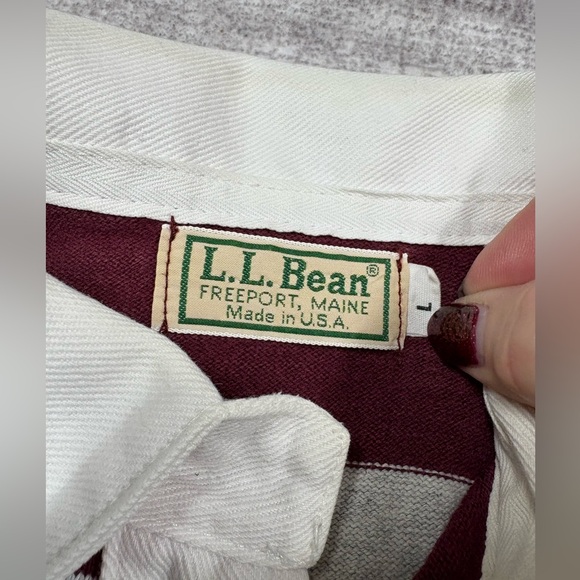 L.L.Bean®
FREEPORT, MAINE
Made in U.S.A.
L